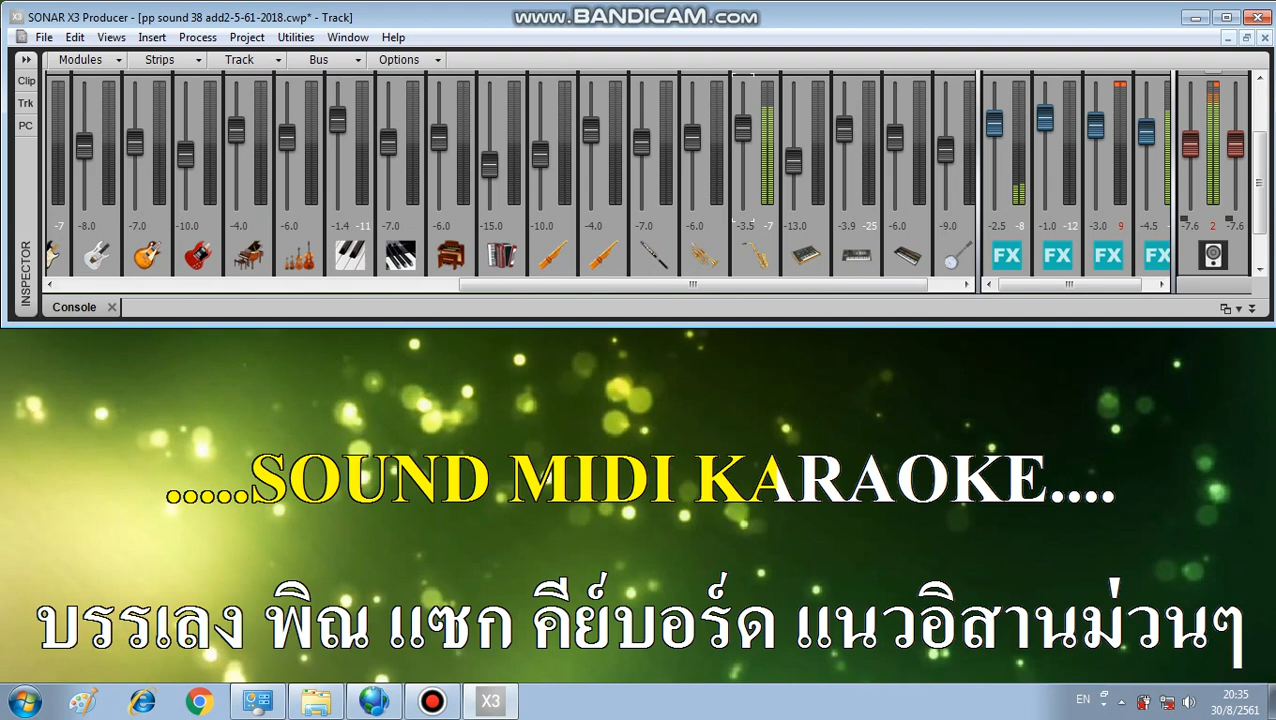 SONAR X3 Producer - [pp sound 38 add2-5-61-2018.cwp* - Track]
www.BANDICAM.com
File Edit Views Insert Process Project Utilities Window Help
Modules Strips Track Bus Options
Clip
Trk
PC
INSPECTOR
-7 -8.0 -7.0 -10.0 -4.0 -6.0 -1.4 -11 -7.0 -6.0 -15.0 -10.0 -4.0 -7.0 -6.0 -3.5 -7 -13.0 -3.9 -25 -6.0 -9.0 -2.5 -8 -1.0 -12 -3.0 9 -4.5 -7.6 2 -7.6
FX FX FX FX
Console
.....SOUND MIDI KARAOKE....
บรรเลง พิณ แซก คีย์บอร์ด แนวอิสานม่วนๆ
X3
EN
20:35
30/8/2561